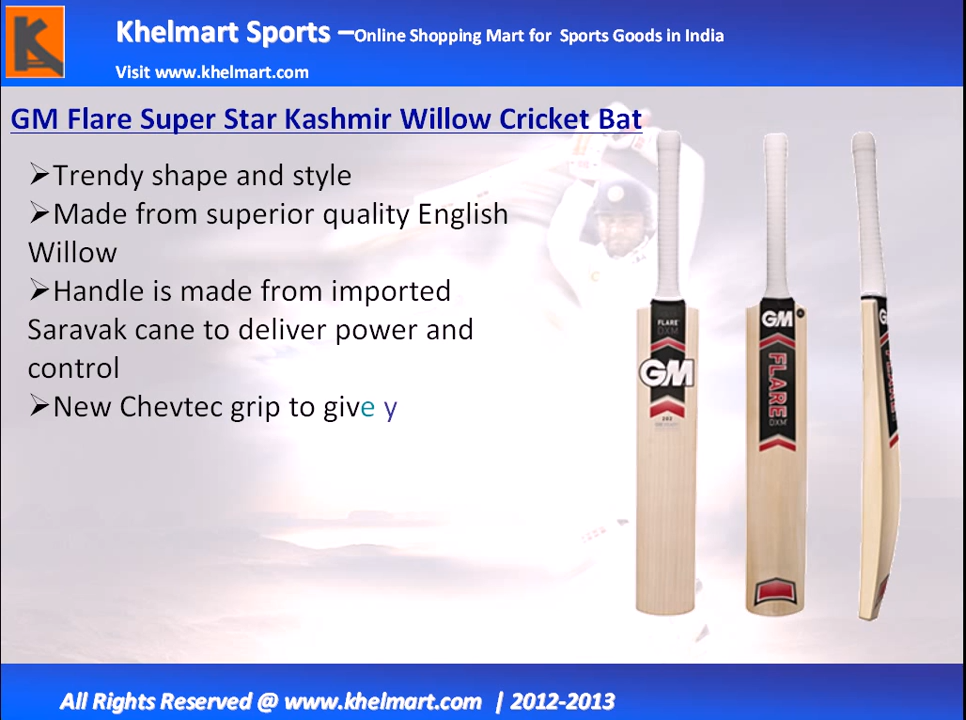 Khelmart Sports –Online Shopping Mart for Sports Goods in India
Visit www.khelmart.com
GM Flare Super Star Kashmir Willow Cricket Bat
➢Trendy shape and style
➢Made from superior quality English
Willow
➢Handle is made from imported
Saravak cane to deliver power and
control
➢New Chevtec grip to give y
FLARE
DXM
GM
GM
FLARE
DXM
All Rights Reserved @ www.khelmart.com | 2012-2013